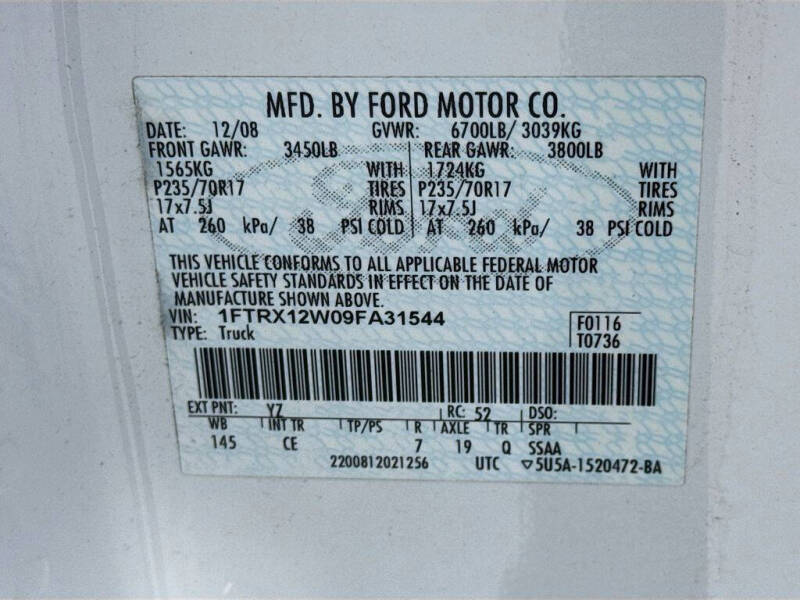 MFD. BY FORD MOTOR CO.
DATE: 12/08 GVWR: 6700LB/ 3039KG
FRONT GAWR: 3450LB REAR GAWR: 3800LB
1565KG WITH 1724KG WITH
P235/70R17 TIRES P235/70R17 TIRES
17x7.5J RIMS 17x7.5J RIMS
AT 260 kPa/ 38 PSI COLD AT 260 kPa/ 38 PSI COLD
Ford
THIS VEHICLE CONFORMS TO ALL APPLICABLE FEDERAL MOTOR
VEHICLE SAFETY STANDARDS IN EFFECT ON THE DATE OF
MANUFACTURE SHOWN ABOVE.
VIN: 1FTRX12W09FA31544 F0116
TYPE: Truck T0736
EXT PNT: YZ RC: 52 DSO:
WB INT TR TP/PS R AXLE TR SPR
145 CE 7 19 Q SSAA
2200812021256 UTC ▽5U5A-1520472-BA